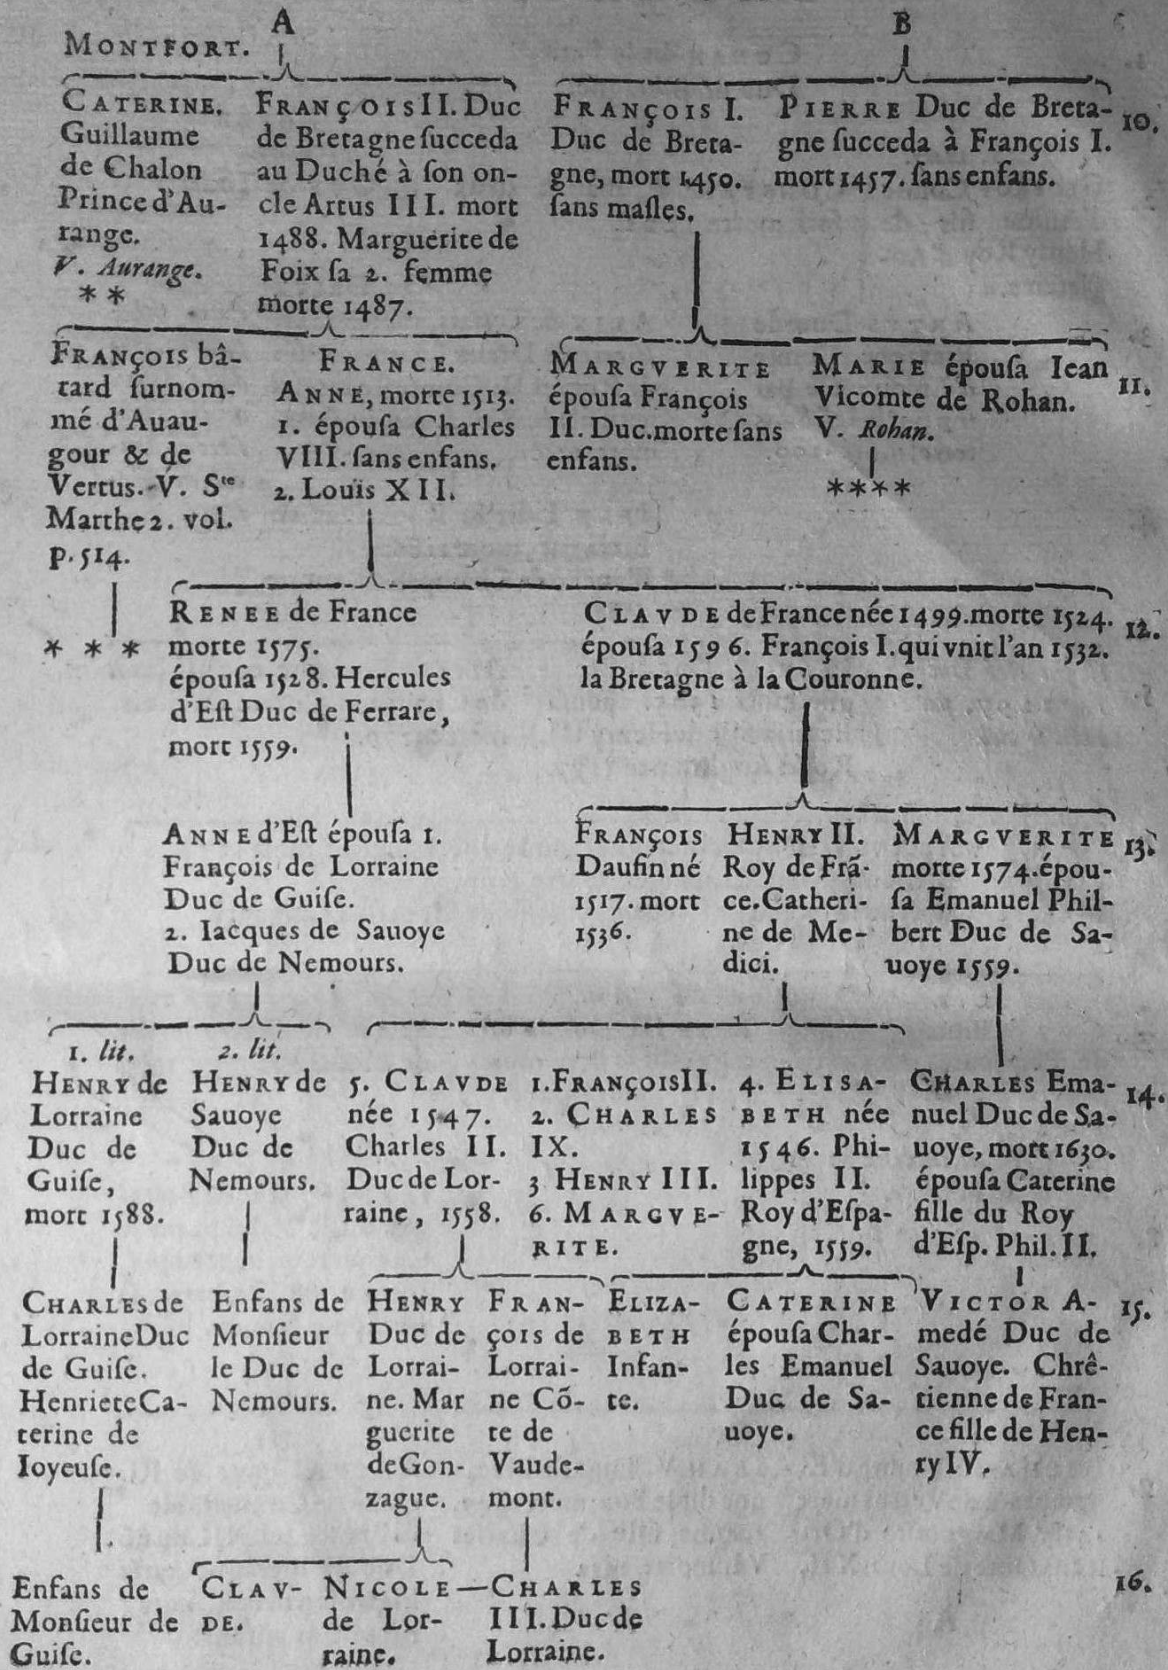 A
B
MONTFORT.
CATERINE.
Guillaume
de Chalon
Prince d'Au-
range.
V. Aurange.
**
FRANÇOIS II. Duc
de Bretagne ſucceda
au Duché à ſon on-
cle Artus III. mort
1488. Marguerite de
Foix ſa 2. femme
morte 1487.
FRANÇOIS I.
Duc de Breta-
gne, mort 1450.
ſans maſles.
PIERRE Duc de Breta-
gne ſucceda à François I.
mort 1457. ſans enfans.
10.
FRANÇOIS bâ-
tard ſurnom-
mé d'Auau-
gour & de
Vertus. V. Ste
Marthe 2. vol.
p. 514.
* * *
FRANCE.
ANNE, morte 1513.
1. épouſa Charles
VIII. ſans enfans.
2. Louis XII.
MARGVERITE
épouſa François
II. Duc. morte ſans
enfans.
MARIE épouſa Iean
Vicomte de Rohan.
V. Rohan.
****
11.
RENEE de France
morte 1575.
épouſa 1528. Hercules
d'Eſt Duc de Ferrare,
mort 1559.
CLAVDE de France née 1499. morte 1524.
épouſa 1596. François I. qui vnit l'an 1532.
la Bretagne à la Couronne.
12.
ANNE d'Eſt épouſa 1.
François de Lorraine
Duc de Guiſe.
2. Iacques de Sauoye
Duc de Nemours.
FRANÇOIS
Daufin né
1517. mort
1536.
HENRY II.
Roy de Frã-
ce. Catheri-
ne de Me-
dici.
MARGVERITE
morte 1574. épou-
ſa Emanuel Phil-
bert Duc de Sa-
uoye 1559.
13.
1. lit.
HENRY de
Lorraine
Duc de
Guiſe,
mort 1588.
2. lit.
HENRY de
Sauoye
Duc de
Nemours.
5. CLAVDE
née 1547.
Charles II.
Duc de Lor-
raine, 1558.
1. FRANÇOIS II.
2. CHARLES
IX.
3 HENRY III.
6. MARGVE-
RITE.
4. ELISA-
BETH née
1546. Phi-
lippes II.
Roy d'Eſpa-
gne, 1559.
CHARLES Ema-
nuel Duc de Sa-
uoye, mort 1630.
épouſa Caterine
fille du Roy
d'Eſp. Phil. II.
14.
CHARLES de
Lorraine Duc
de Guiſe.
Henriete Ca-
terine de
Ioyeuſe.
Enfans de
Monſieur
le Duc de
Nemours.
HENRY
Duc de
Lorrai-
ne. Mar
guerite
de Gon-
zague.
FRAN-
ÇOIS de
Lorrai-
ne Cõ-
te de
Vaude-
mont.
ELIZA-
BETH
Infan-
te.
CATERINE
épouſa Char-
les Emanuel
Duc de Sa-
uoye.
VICTOR A-
medé Duc de
Sauoye. Chrê-
tienne de Fran-
ce fille de Hen-
ry IV.
15.
Enfans de
Monſieur de
Guiſe.
CLAV-
DE.
NICOLE—CHARLES
de Lor-
raine.
III. Duc de
Lorraine.
16.